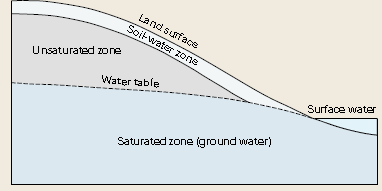 Land surface
Soil-water zone
Unsaturated zone
Water table
Surface water
Saturated zone (ground water)